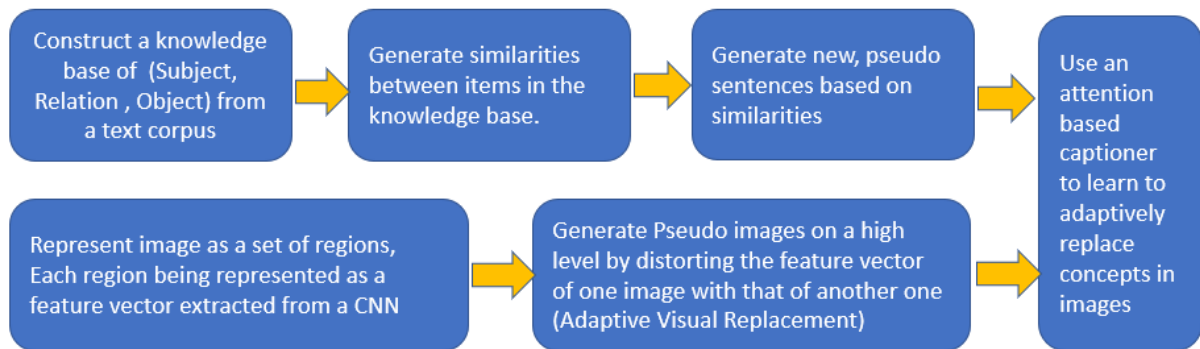 Construct a knowledge
base of (Subject,
Relation , Object) from
a text corpus
Generate similarities
between items in the
knowledge base.
Generate new, pseudo
sentences based on
similarities
Use an
attention
based
captioner
to learn to
adaptively
replace
concepts in
images
Represent image as a set of regions,
Each region being represented as a
feature vector extracted from a CNN
Generate Pseudo images on a high
level by distorting the feature vector
of one image with that of another one
(Adaptive Visual Replacement)